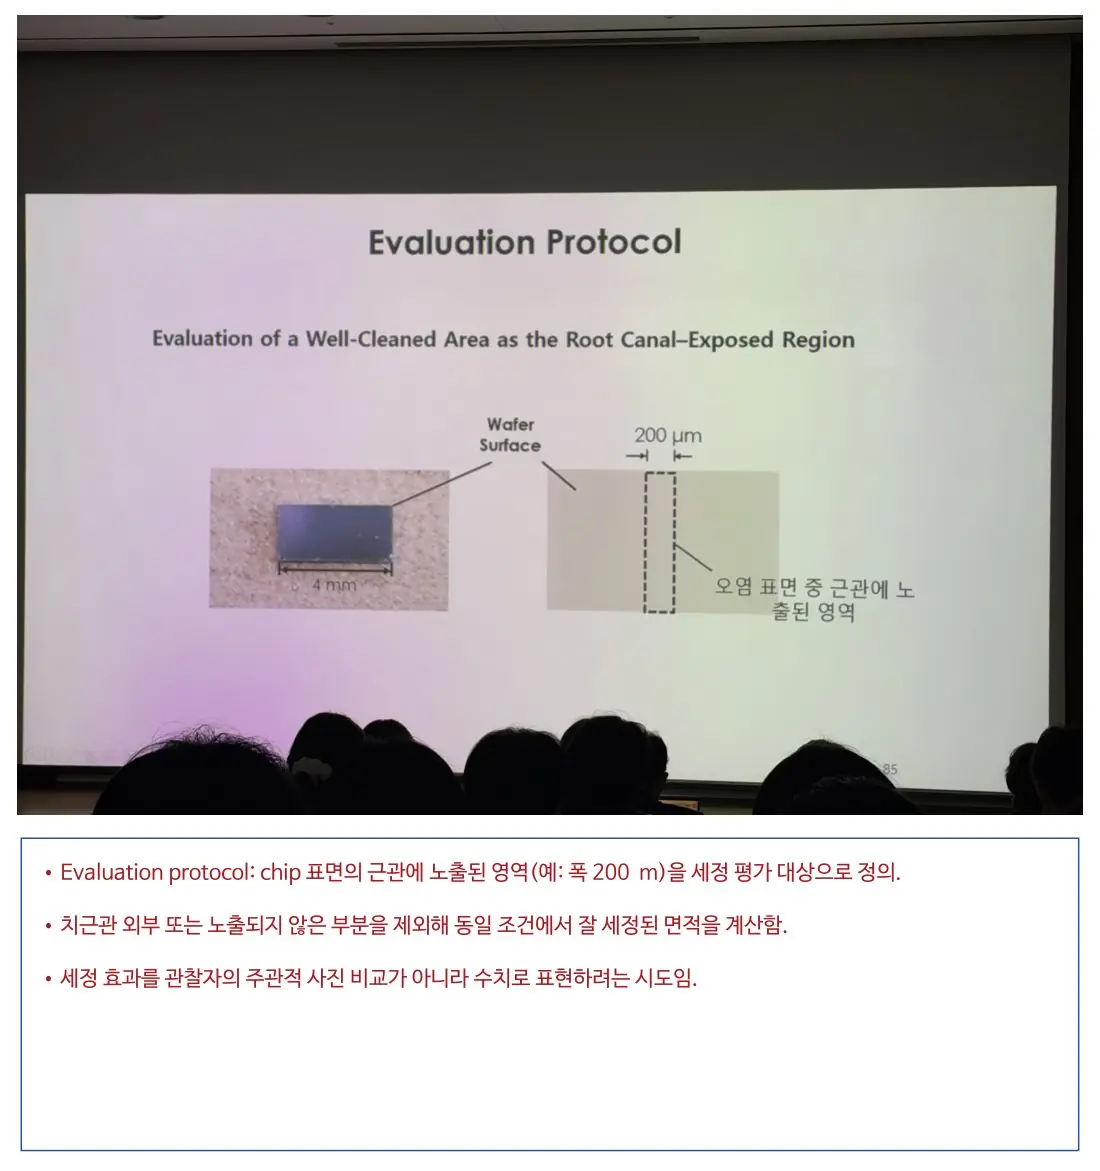 Evaluation Protocol
Evaluation of a Well-Cleaned Area as the Root Canal–Exposed Region
Wafer
Surface
200 μm
4 mm
오염 표면 중 근관에 노
출된 영역
85
• Evaluation protocol: chip 표면의 근관에 노출된 영역(예: 폭 200  m)을 세정 평가 대상으로 정의.
• 치근관 외부 또는 노출되지 않은 부분을 제외해 동일 조건에서 잘 세정된 면적을 계산함.
• 세정 효과를 관찰자의 주관적 사진 비교가 아니라 수치로 표현하려는 시도임.